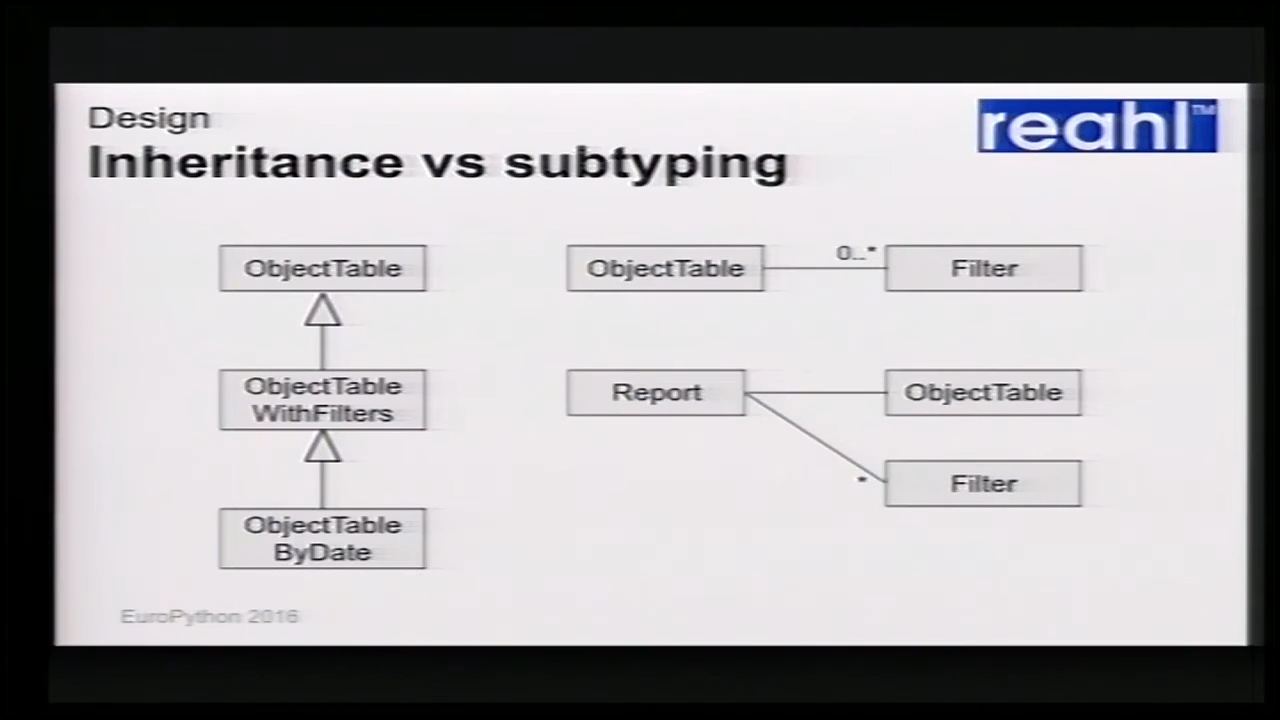 Design
reahl™
Inheritance vs subtyping
ObjectTable
ObjectTable
WithFilters
ObjectTable
ByDate
ObjectTable
0..*
Filter
Report
ObjectTable
*
Filter
EuroPython 2016